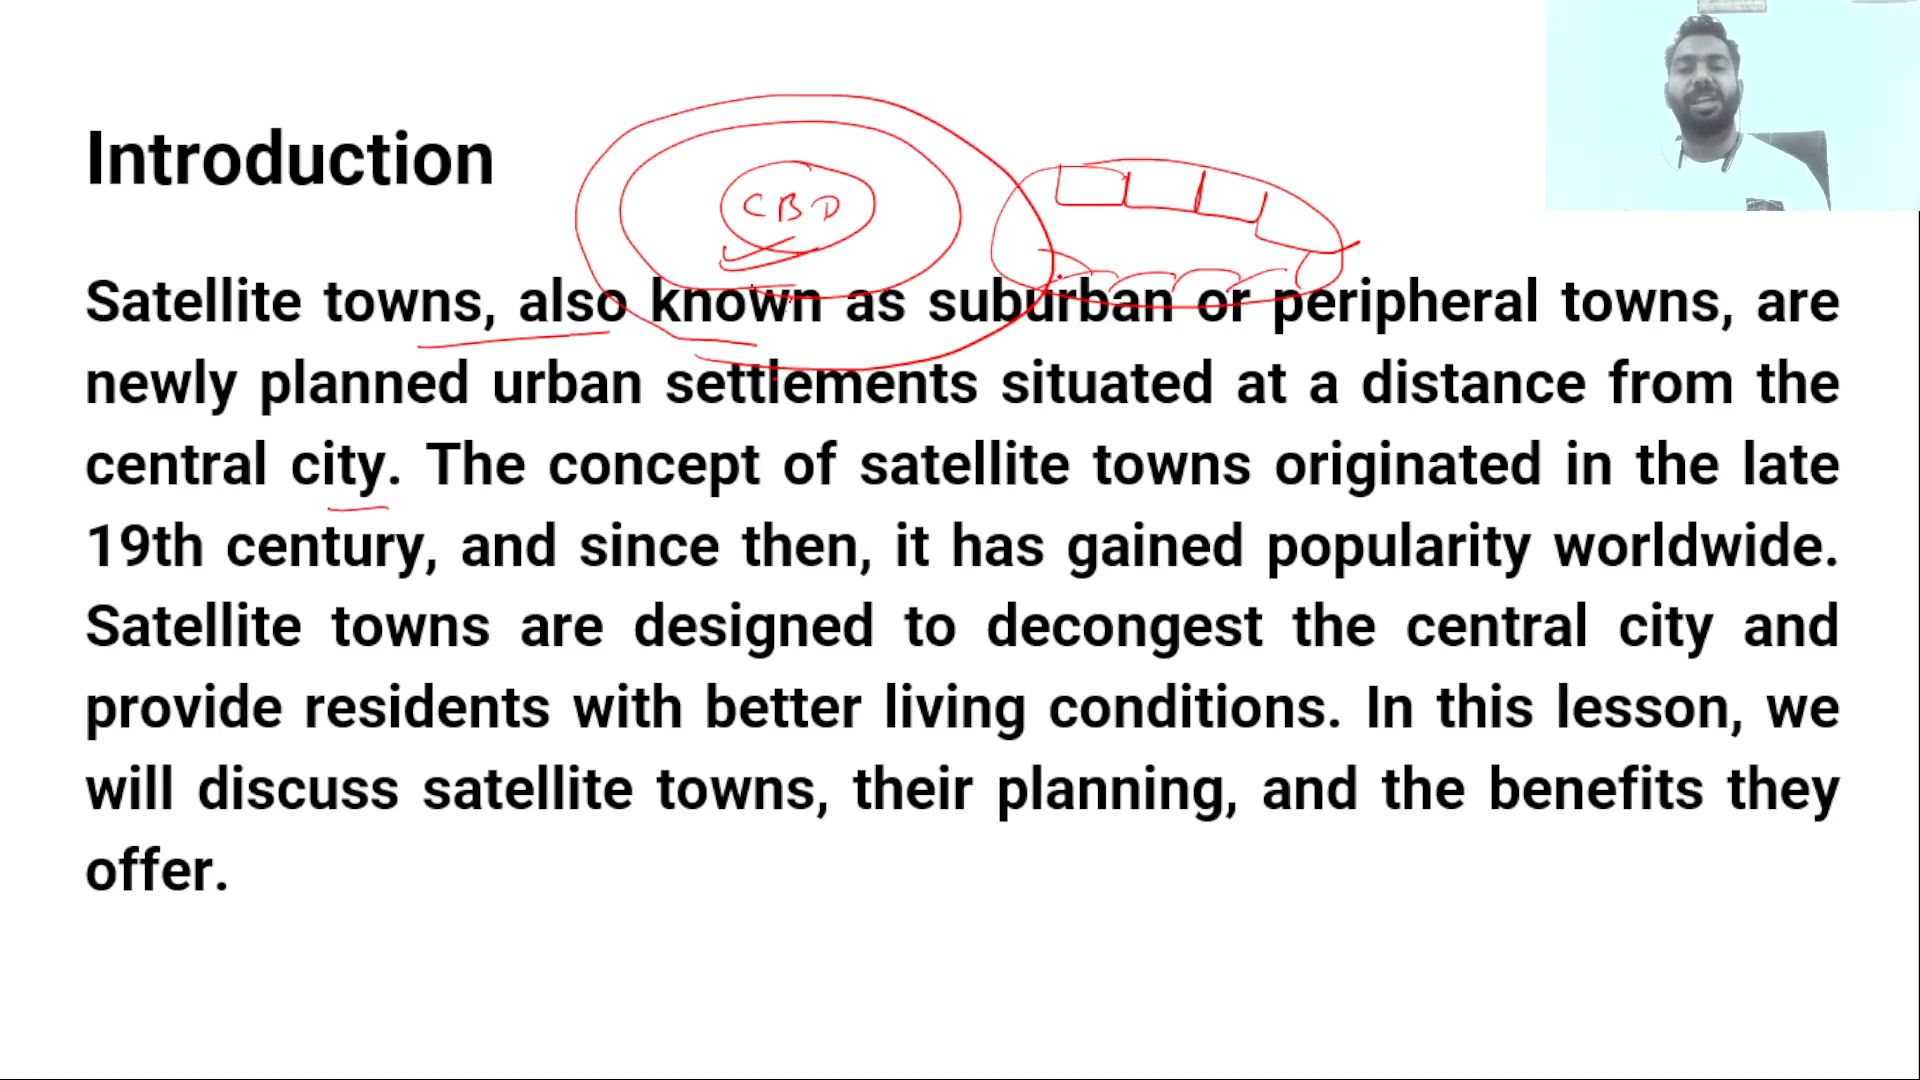 Introduction
CBD
Satellite towns, also known as suburban or peripheral towns, are
newly planned urban settlements situated at a distance from the
central city. The concept of satellite towns originated in the late
19th century, and since then, it has gained popularity worldwide.
Satellite towns are designed to decongest the central city and
provide residents with better living conditions. In this lesson, we
will discuss satellite towns, their planning, and the benefits they
offer.